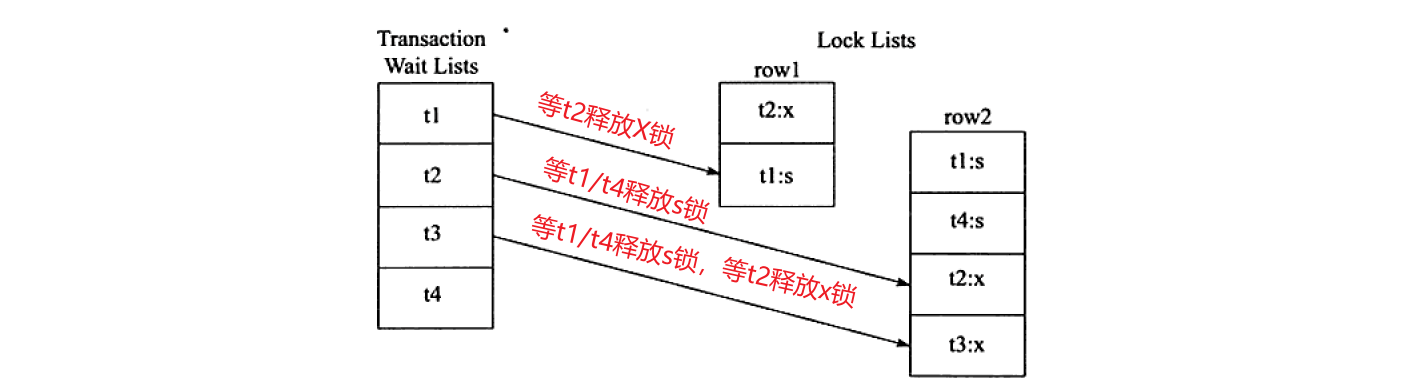 Transaction
Wait Lists
t1
t2
t3
t4
等t2释放X锁
等t1/t4释放s锁
等t1/t4释放s锁，等t2释放x锁
Lock Lists
row1
t2:x
t1:s
row2
t1:s
t4:s
t2:x
t3:x